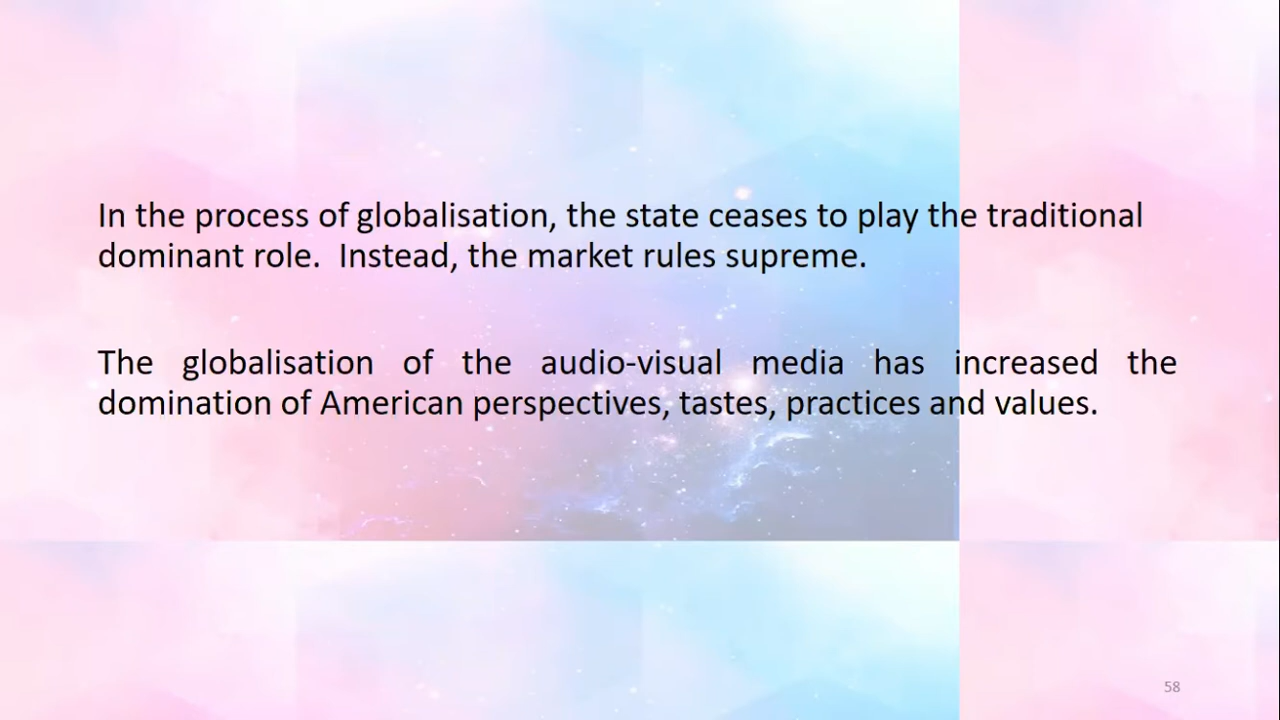 In the process of globalisation, the state ceases to play the traditional
dominant role.  Instead, the market rules supreme.
The globalisation of the audio-visual media has increased the
domination of American perspectives, tastes, practices and values.
58